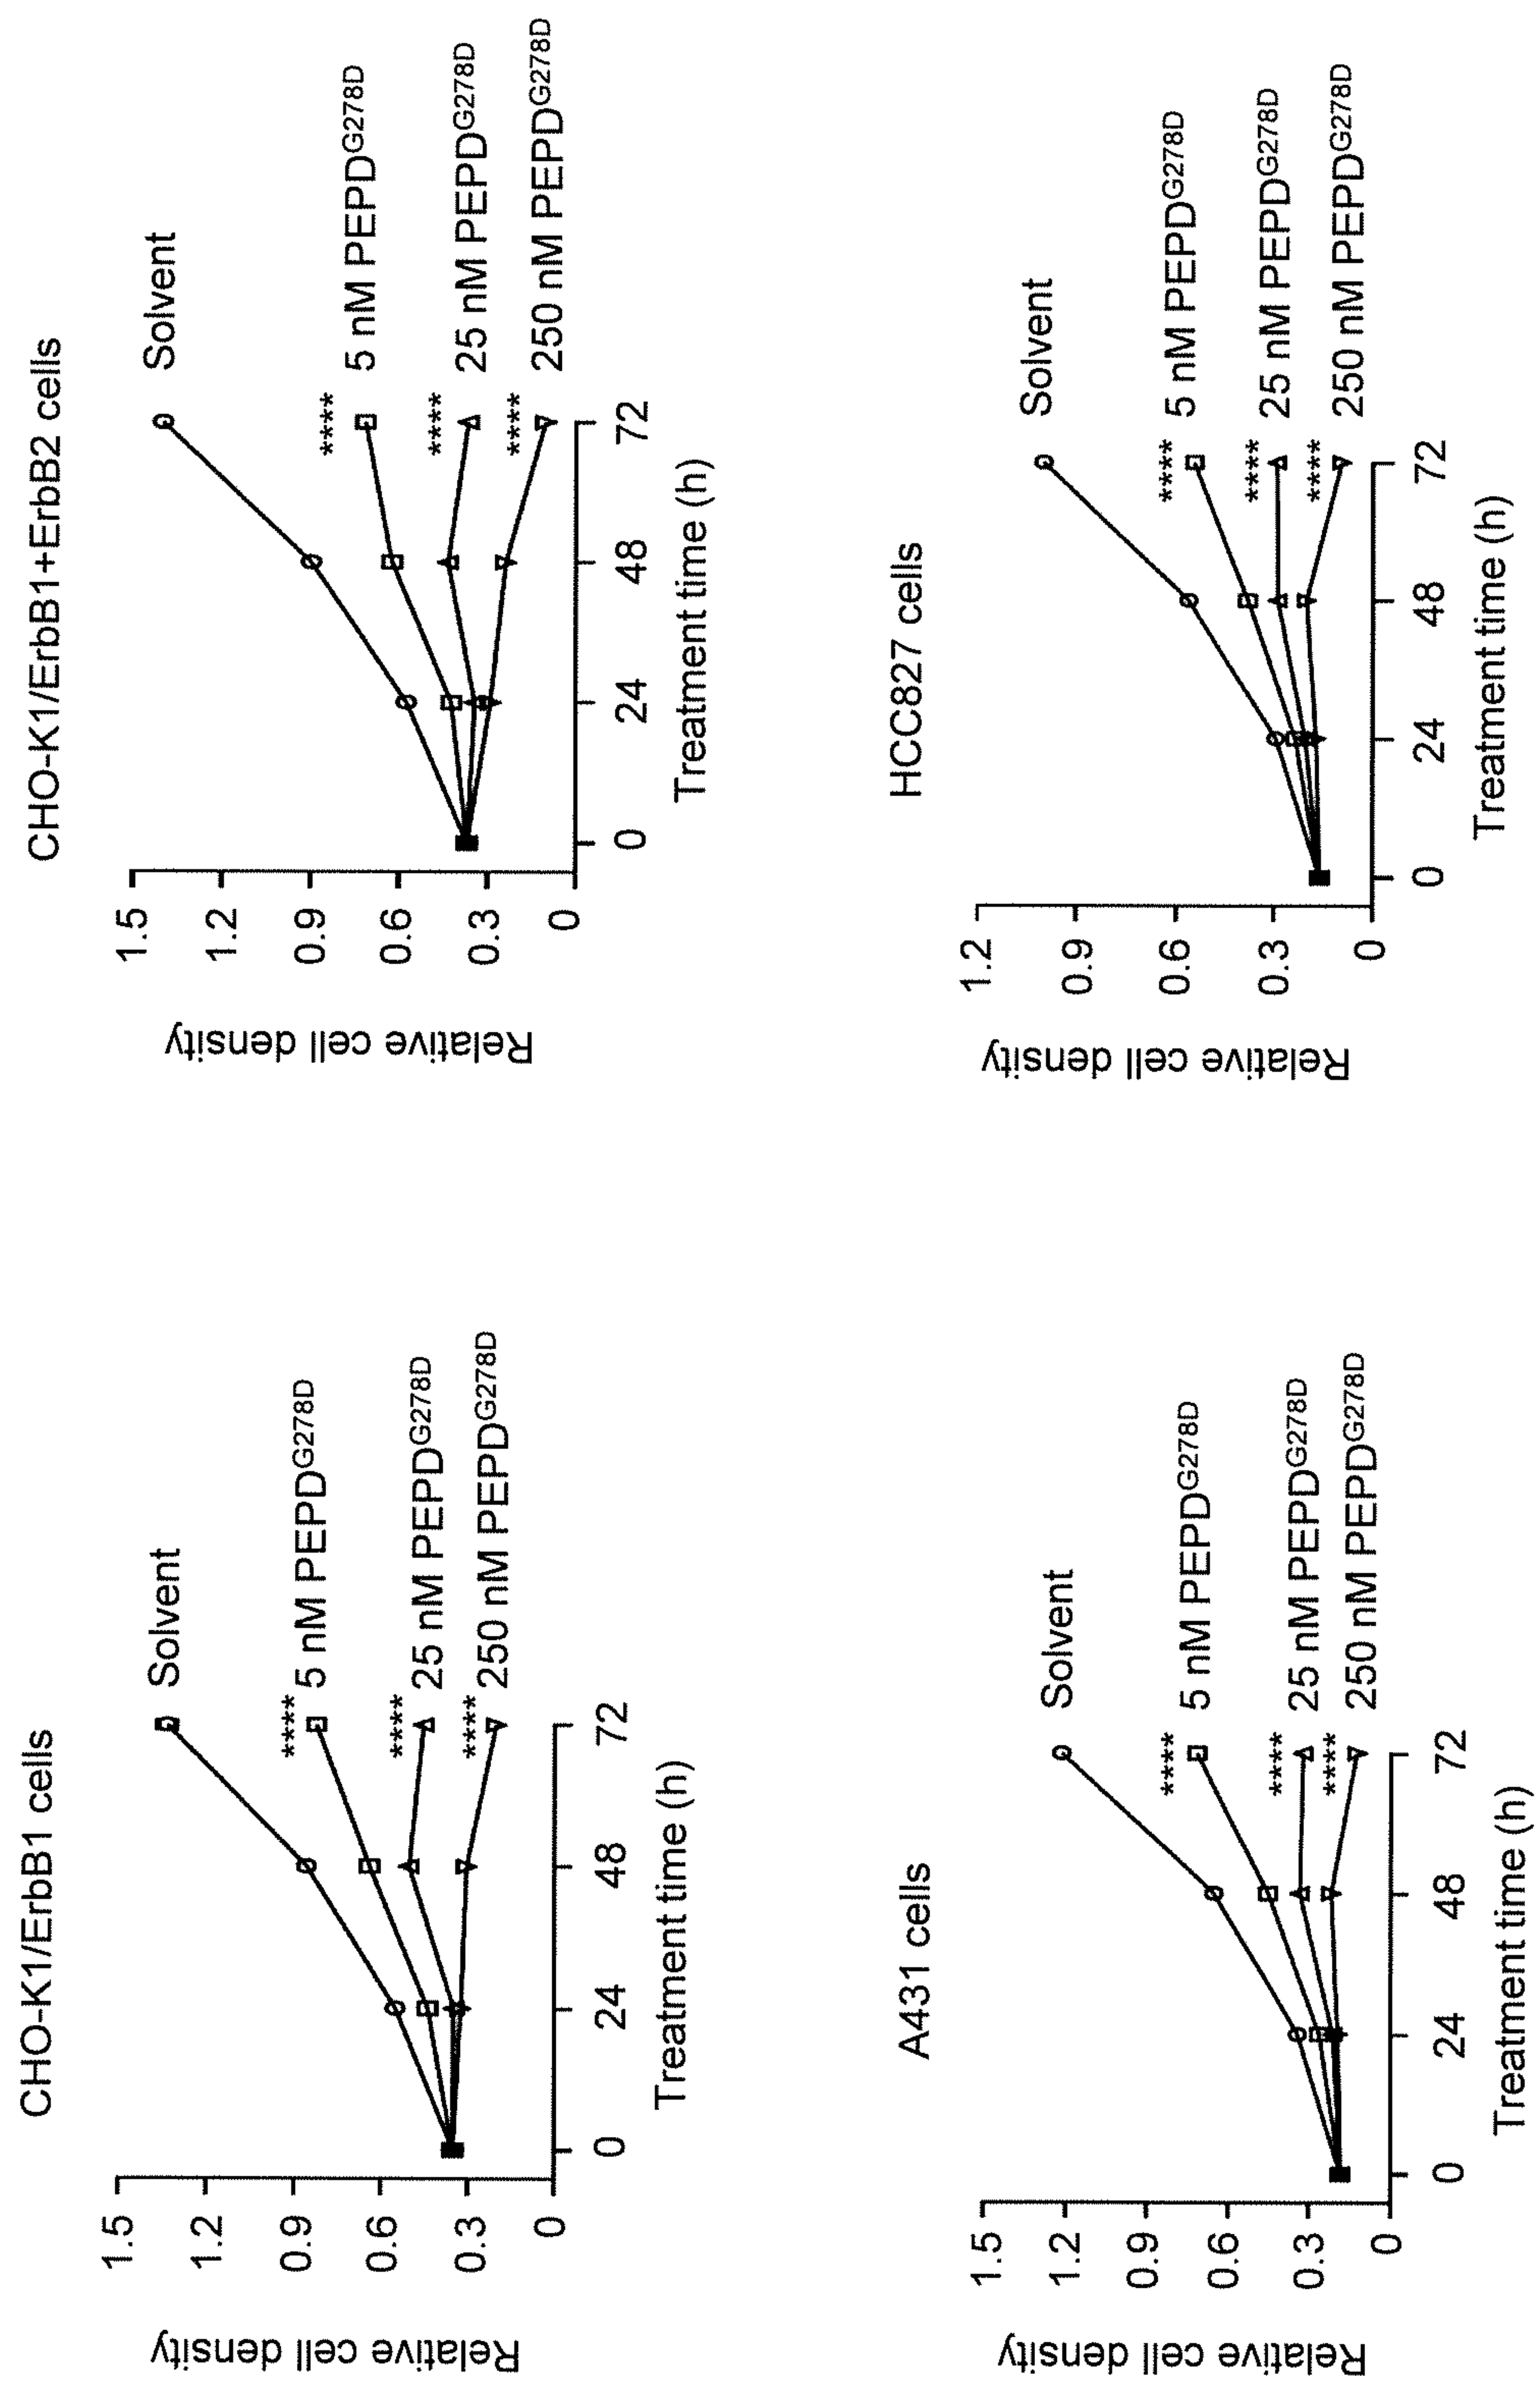 CHO-K1/ErbB1 cells
Relative cell density
1.5
1.2
0.9
0.6
0.3
0
0 24 48 72
Treatment time (h)
Solvent
**** 5 nM PEPDG278D
**** 25 nM PEPDG278D
**** 250 nM PEPDG278D
CHO-K1/ErbB1+ErbB2 cells
Relative cell density
1.5
1.2
0.9
0.6
0.3
0
0 24 48 72
Treatment time (h)
Solvent
**** 5 nM PEPDG278D
**** 25 nM PEPDG278D
**** 250 nM PEPDG278D
A431 cells
Relative cell density
1.5
1.2
0.9
0.6
0.3
0
0 24 48 72
Treatment time (h)
Solvent
**** 5 nM PEPDG278D
**** 25 nM PEPDG278D
**** 250 nM PEPDG278D
HCC827 cells
Relative cell density
1.2
0.9
0.6
0.3
0
0 24 48 72
Treatment time (h)
Solvent
**** 5 nM PEPDG278D
**** 25 nM PEPDG278D
**** 250 nM PEPDG278D